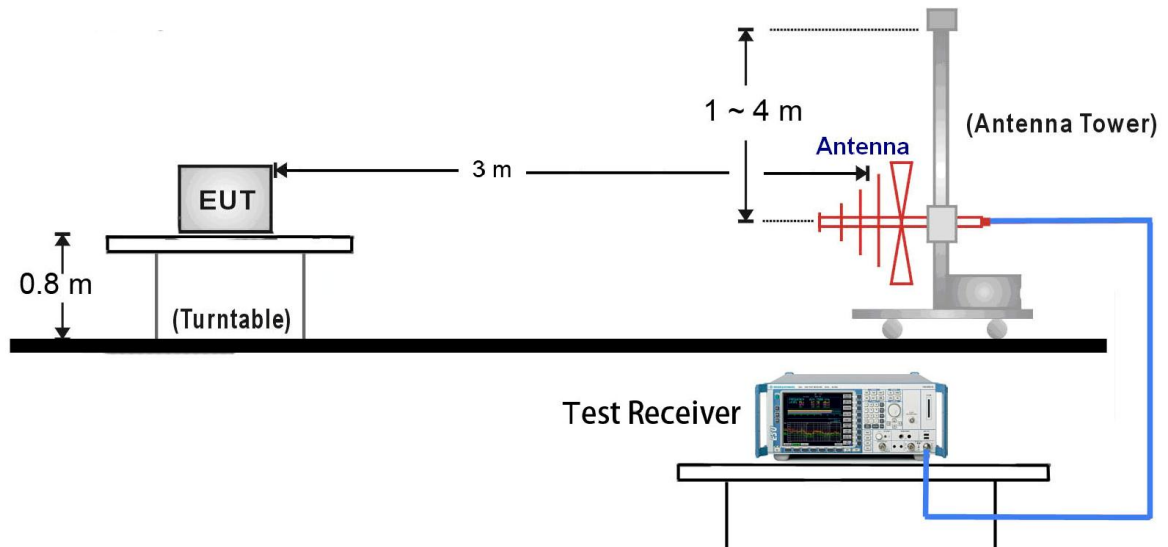 1 ~ 4 m
(Antenna Tower)
Antenna
3 m
EUT
0.8 m
(Turntable)
Test Receiver